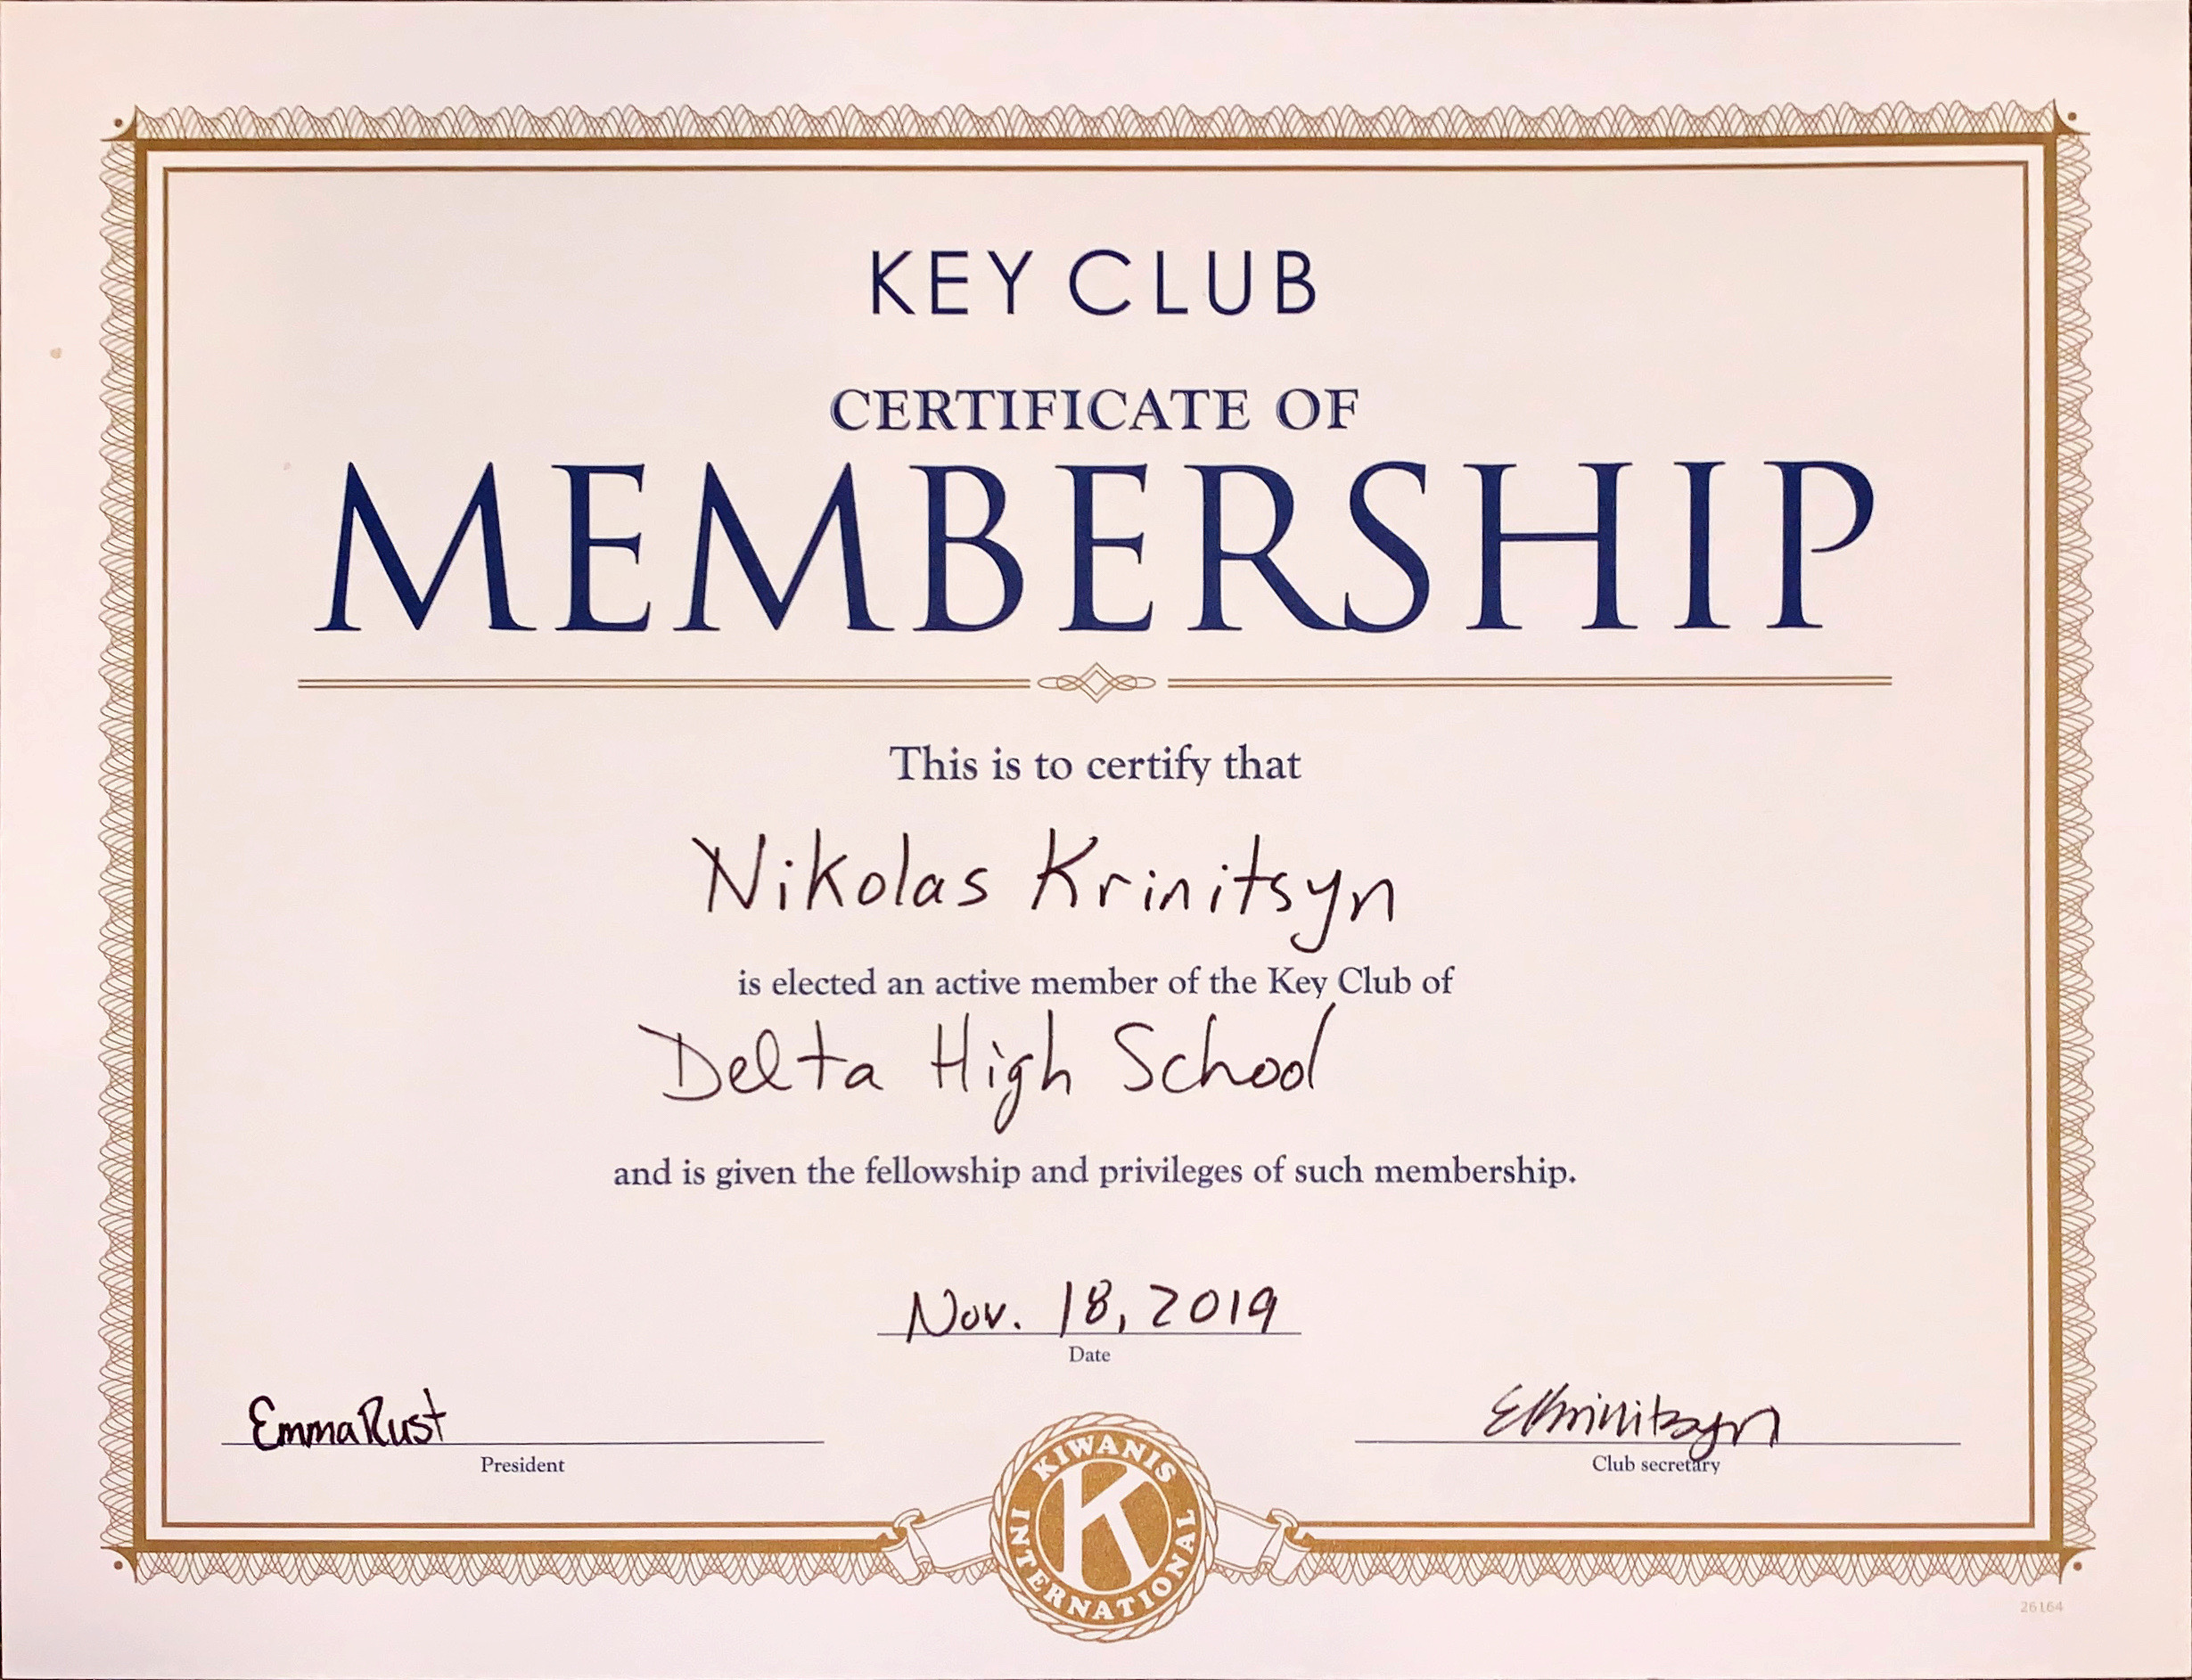 KEY CLUB
CERTIFICATE OF
MEMBERSHIP
This is to certify that
Nikolas Krinitsyn
is elected an active member of the Key Club of
Delta High School
and is given the fellowship and privileges of such membership.
Nov. 18, 2019
Date
Emma Rust
President
EKrinitsyn
Club secretary
KIWANIS
K
INTERNATIONAL
26164